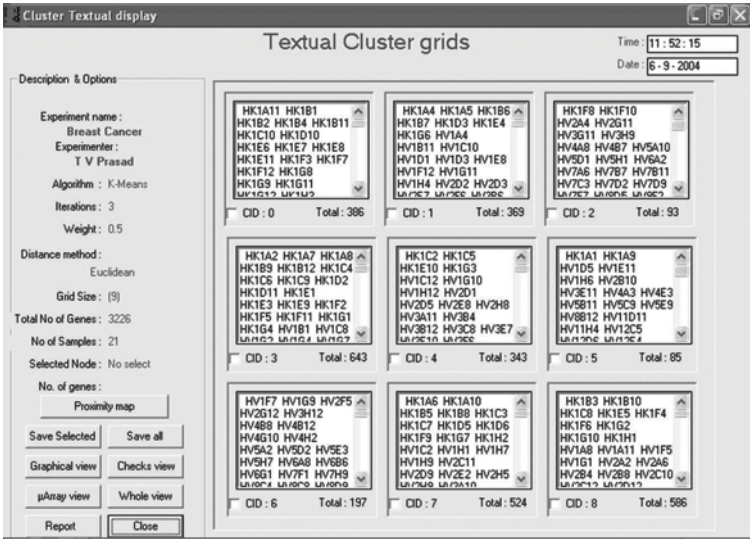 Cluster Textual display
Textual Cluster grids
Time : 11 : 52 : 15
Date : 6 - 9 - 2004
Description & Options
Experiment name :
Breast Cancer
Experimenter :
T V Prasad
Algorithm : K-Means
Iterations : 3
Weight : 0.5
Distance method :
Euclidean
Grid Size : (9)
Total No of Genes : 3226
No of Samples : 21
Selected Node : No select
No. of genes :
Proximity map
Save Selected Save all
Graphical view Checks view
µArray view Whole view
Report Close
HK1A11 HK1B1
HK1B2 HK1B4 HK1B11
HK1C10 HK1D10
HK1E6 HK1E7 HK1E8
HK1E11 HK1F3 HK1F7
HK1F12 HK1G8
HK1G9 HK1G11
HK1G12 HK1H2
CID : 0 Total : 386
HK1A4 HK1A5 HK1B6
HK1B7 HK1D3 HK1E4
HK1G6 HV1A4
HV1B11 HV1C10
HV1D1 HV1D3 HV1E8
HV1F12 HV1G11
HV1H4 HV2D2 HV2D3
CID : 1 Total : 369
HK1F8 HK1F10
HV2A4 HV2G11
HV3G11 HV3H9
HV4A8 HV4B7 HV5A10
HV5D1 HV5H1 HV6A2
HV7A6 HV7B7 HV7B11
HV7C3 HV7D2 HV7D9
CID : 2 Total : 93
HK1A2 HK1A7 HK1A8
HK1B9 HK1B12 HK1C4
HK1C6 HK1C9 HK1D2
HK1D11 HK1E1
HK1E3 HK1E9 HK1F2
HK1F5 HK1F11 HK1G1
HK1G4 HV1B1 HV1C8
HV1G2 HV1G4 HV1G7
CID : 3 Total : 643
HK1C2 HK1C5
HK1E10 HK1G3
HV1C12 HV1G10
HV1H12 HV2D1
HV2D5 HV2E8 HV2H8
HV3A11 HV3B4
HV3B12 HV3C8 HV3E7
CID : 4 Total : 343
HK1A1 HK1A9
HV1D5 HV1E11
HV1H6 HV2B10
HV3E11 HV4A3 HV4E3
HV5B11 HV5C9 HV5E9
HV8B12 HV11D11
HV11H4 HV12C5
CID : 5 Total : 85
HV1F7 HV1G9 HV2F5
HV2G12 HV3H12
HV4B8 HV4B12
HV4G10 HV4H2
HV5A2 HV5D2 HV5E3
HV5H7 HV6A8 HV6B6
HV6G1 HV7F1 HV7H9
CID : 6 Total : 197
HK1A6 HK1A10
HK1B5 HK1B8 HK1C3
HK1C7 HK1D5 HK1D6
HK1F9 HK1G7 HK1H2
HV1C2 HV1H1 HV1H7
HV1H9 HV2C11
HV2D9 HV2E2 HV2H5
CID : 7 Total : 524
HK1B3 HK1B10
HK1C8 HK1E5 HK1F4
HK1F6 HK1G2
HK1G10 HK1H1
HV1A8 HV1A11 HV1F5
HV1G1 HV2A2 HV2A6
HV2B4 HV2B8 HV2C10
CID : 8 Total : 586